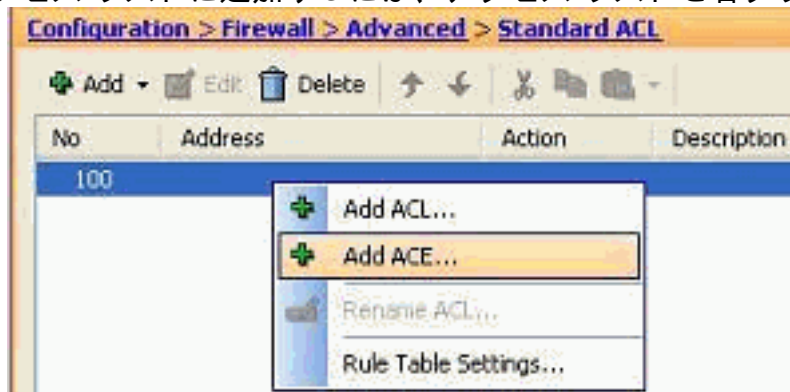 Configuration > Firewall > Advanced > Standard ACL
Add Edit Delete
No Address Action Description
100
Add ACL...
Add ACE...
Rename ACL...
Rule Table Settings...